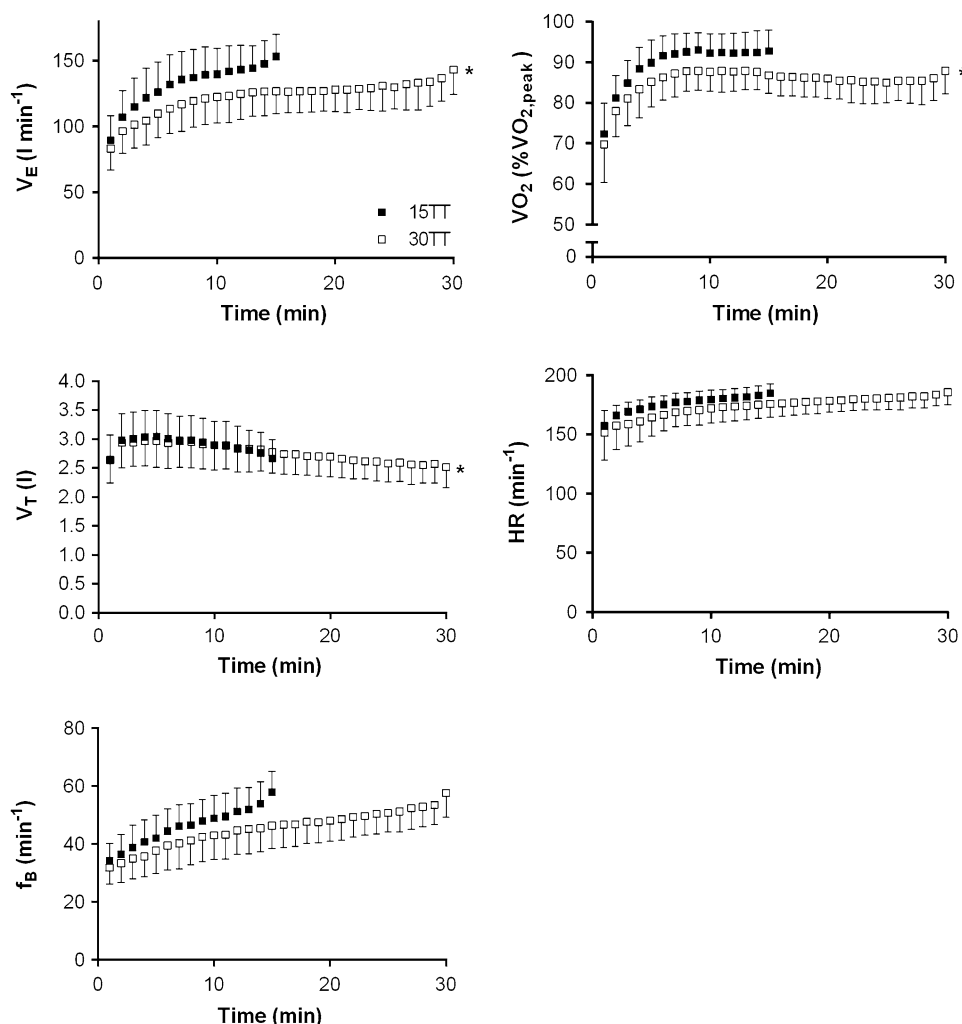 V_E (l min⁻¹)
150
100
50
0
15TT
30TT
*
0 10 20 30
Time (min)
VO₂ (%VO₂,peak)
100
90
80
70
60
50
0
*
0 10 20 30
Time (min)
V_T (l)
4.0
3.5
3.0
2.5
2.0
1.5
1.0
0.5
0.0
*
0 10 20 30
Time (min)
HR (min⁻¹)
200
150
100
50
0
0 10 20 30
Time (min)
f_B (min⁻¹)
80
60
40
20
0
0 10 20 30
Time (min)